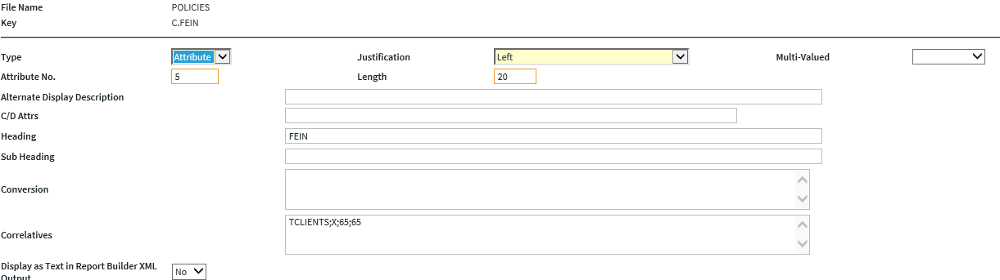 File Name POLICIES
Key C.FEIN
Type Attribute Justification Left Multi-Valued
Attribute No. 5 Length 20
Alternate Display Description
C/D Attrs
Heading FEIN
Sub Heading
Conversion
Correlatives TCLIENTS;X;65;65
Display as Text in Report Builder XML
Output No